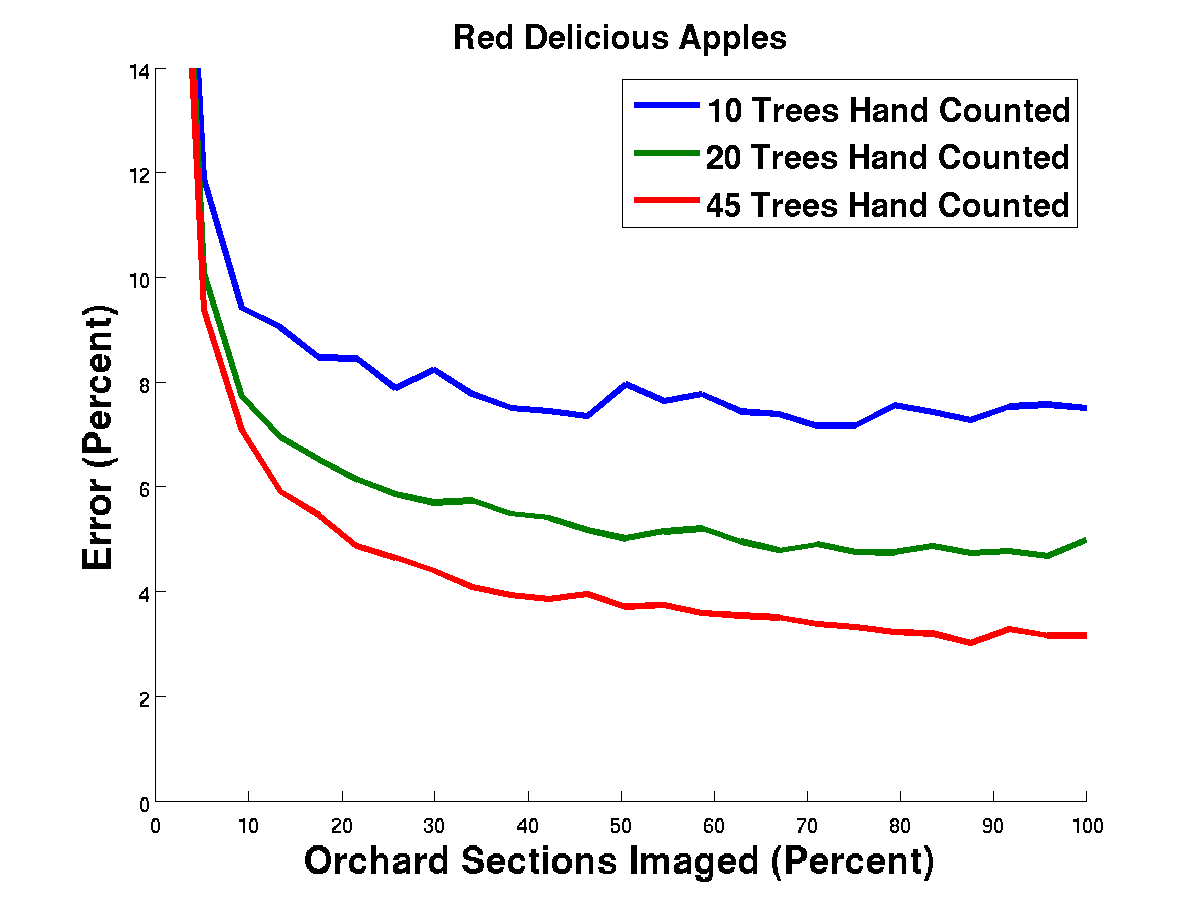 Red Delicious Apples
10 Trees Hand Counted
20 Trees Hand Counted
45 Trees Hand Counted
Error (Percent)
14
12
10
8
6
4
2
0
0 10 20 30 40 50 60 70 80 90 100
Orchard Sections Imaged (Percent)